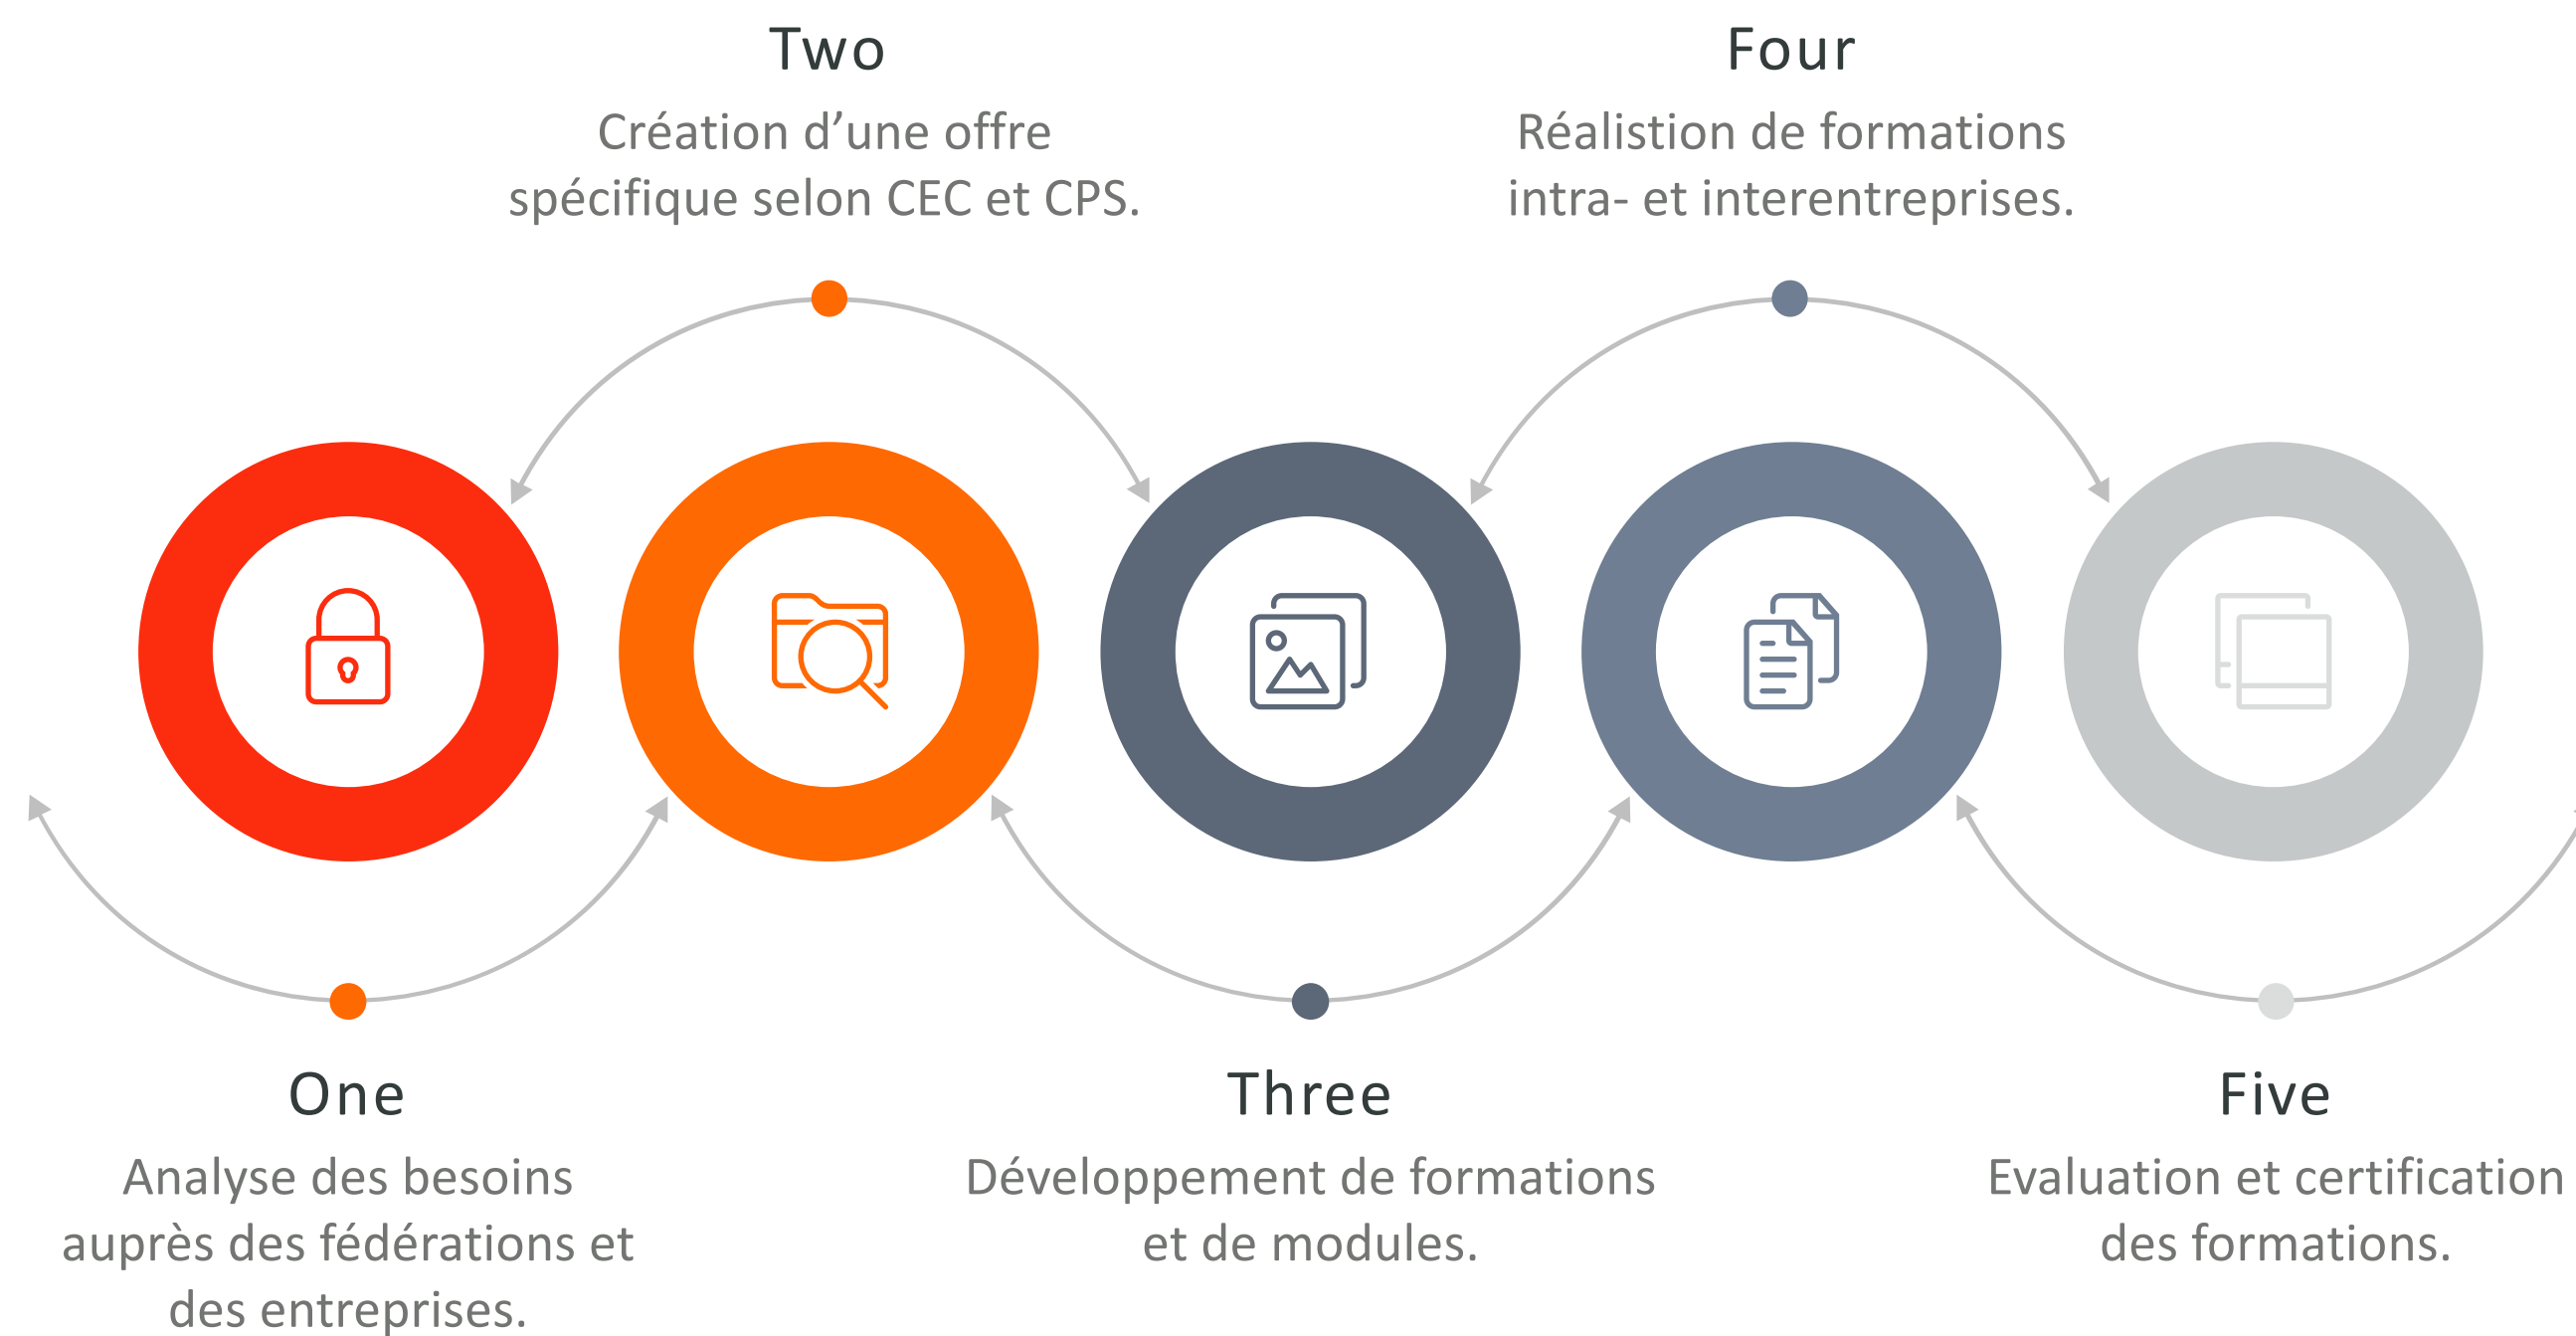 One
Analyse des besoins
auprès des fédérations et
des entreprises.
Two
Création d’une offre
spécifique selon CEC et CPS.
Three
Développement de formations
et de modules.
Four
Réalistion de formations
intra- et interentreprises.
Five
Evaluation et certification
des formations.